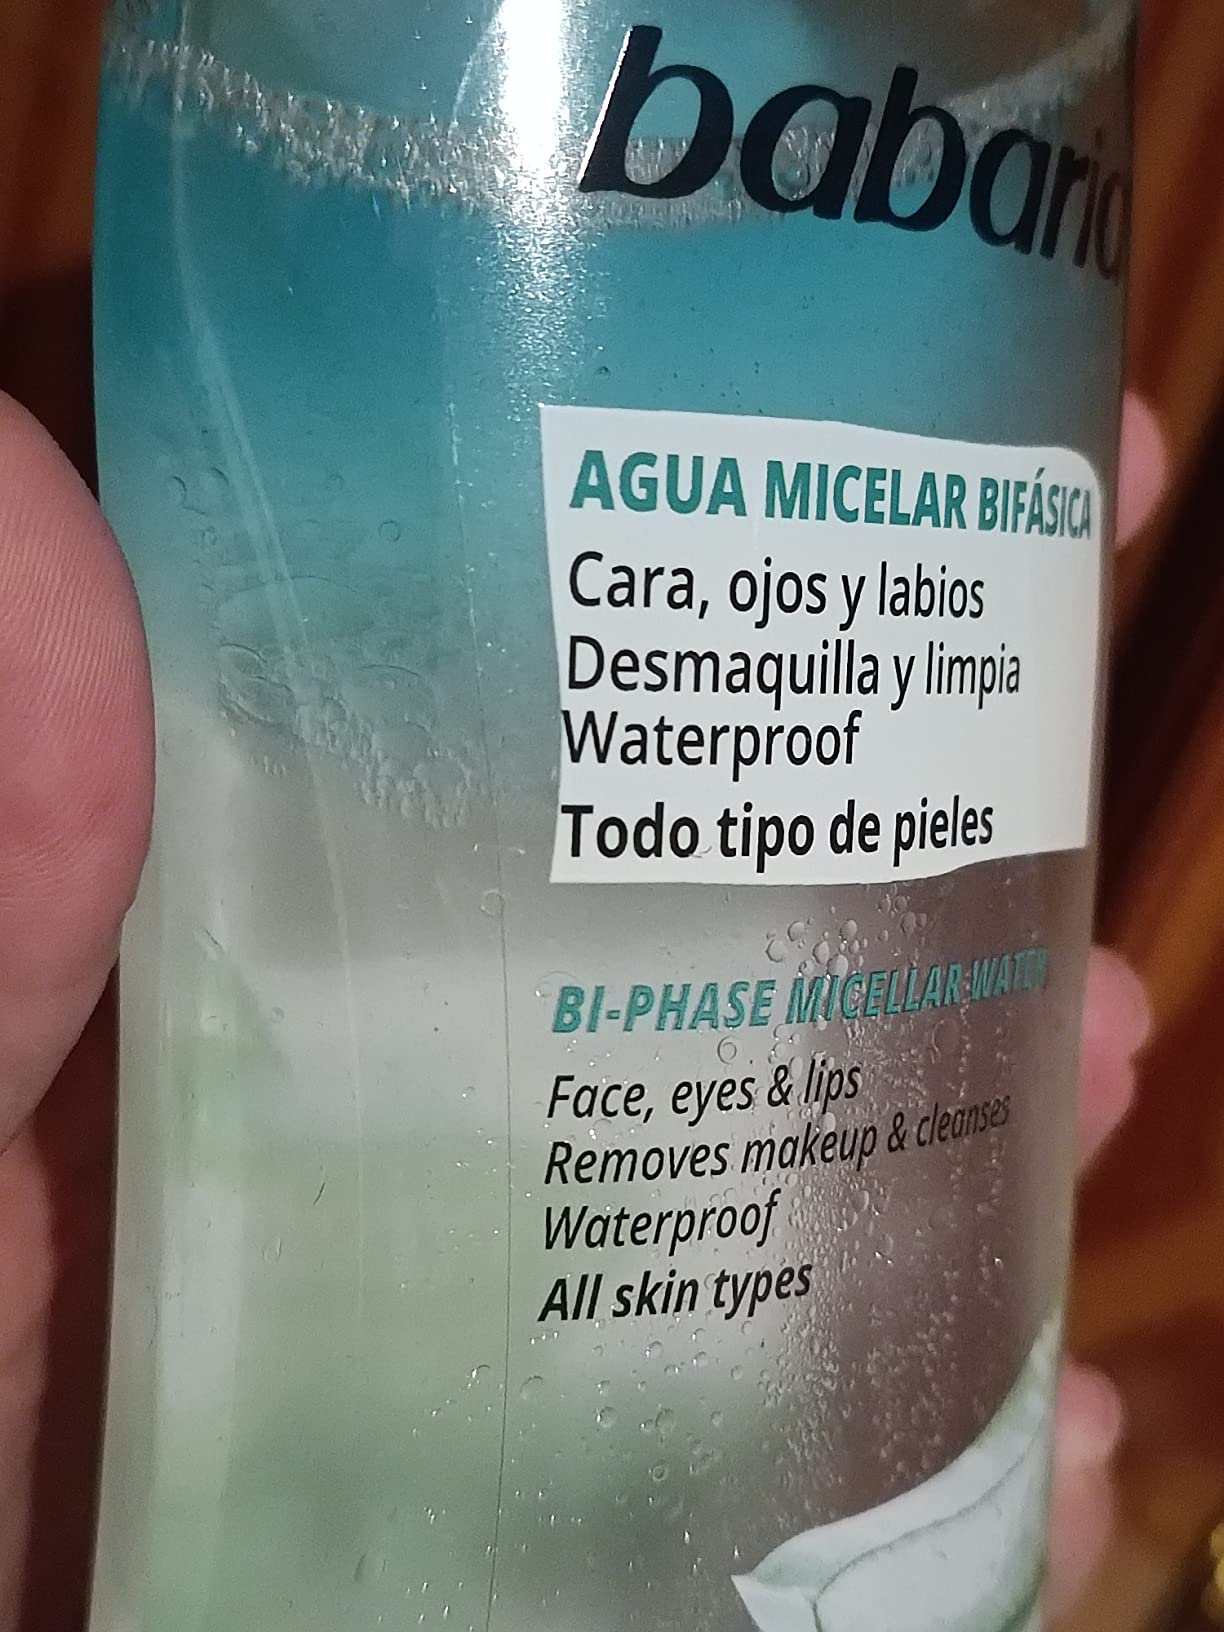 babaria
AGUA MICELAR BIFÁSICA
Cara, ojos y labios
Desmaquilla y limpia
Waterproof
Todo tipo de pieles
BI-PHASE MICELLAR WATER
Face, eyes & lips
Removes makeup & cleanses
Waterproof
All skin types